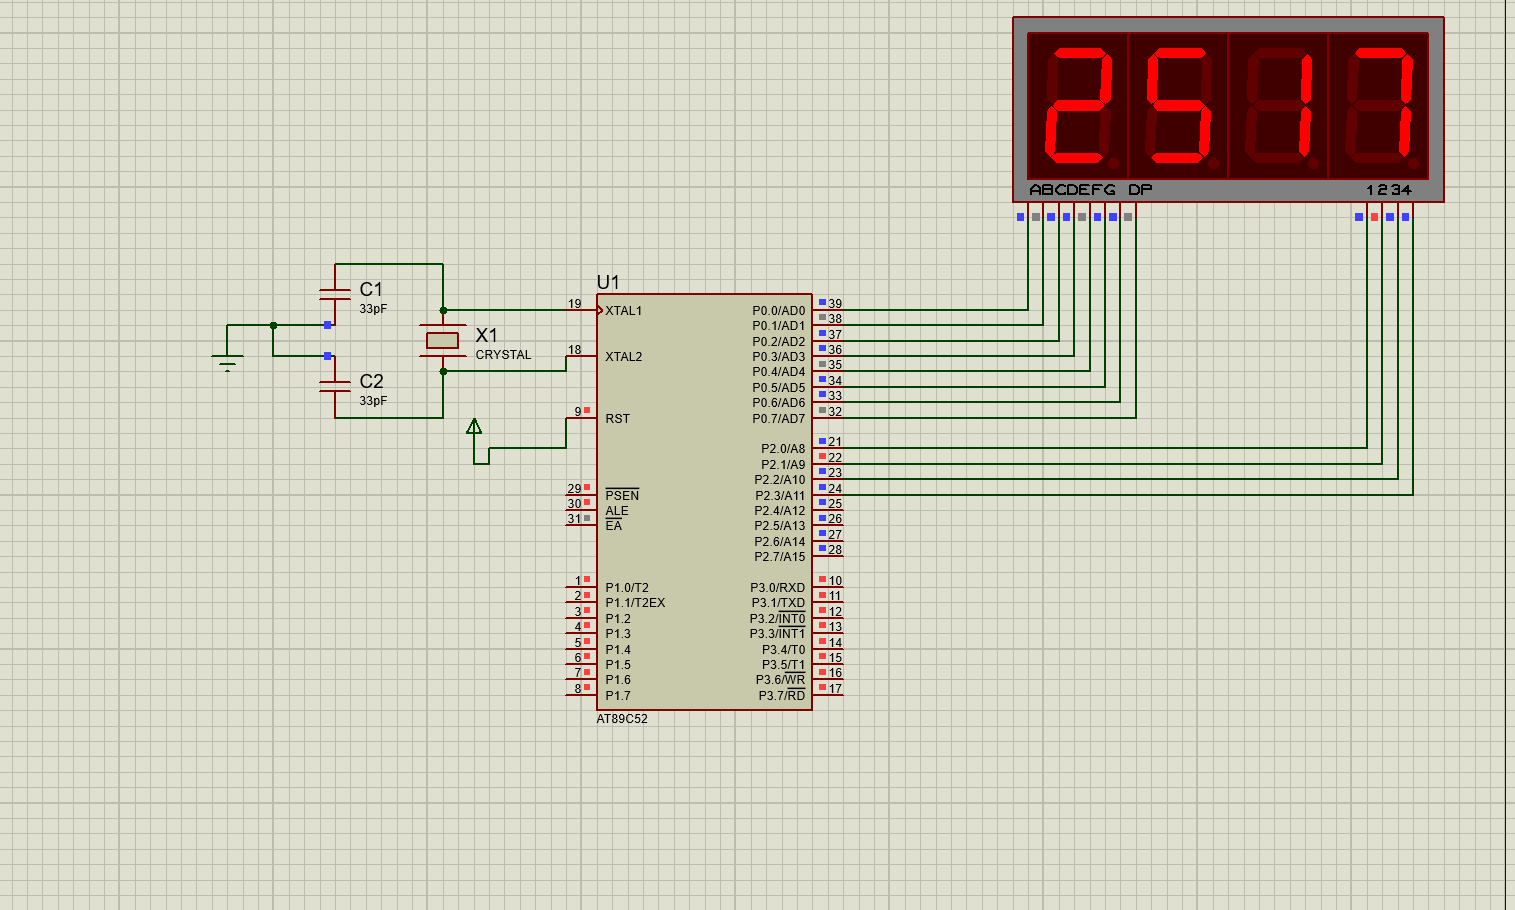 2517
ABCDEFG DP
1234
U1
C1
33pF
X1
CRYSTAL
C2
33pF
19 XTAL1
18 XTAL2
9 RST
29 PSEN
30 ALE
31 EA
1 P1.0/T2
2 P1.1/T2EX
3 P1.2
4 P1.3
5 P1.4
6 P1.5
7 P1.6
8 P1.7
P0.0/AD0 39
P0.1/AD1 38
P0.2/AD2 37
P0.3/AD3 36
P0.4/AD4 35
P0.5/AD5 34
P0.6/AD6 33
P0.7/AD7 32
P2.0/A8 21
P2.1/A9 22
P2.2/A10 23
P2.3/A11 24
P2.4/A12 25
P2.5/A13 26
P2.6/A14 27
P2.7/A15 28
P3.0/RXD 10
P3.1/TXD 11
P3.2/INT0 12
P3.3/INT1 13
P3.4/T0 14
P3.5/T1 15
P3.6/WR 16
P3.7/RD 17
AT89C52